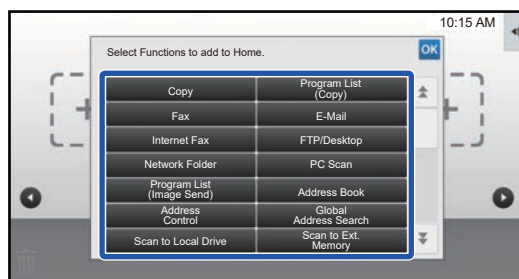 10:15 AM
Select Functions to add to Home.
OK
Copy
Program List
(Copy)
Fax
E-Mail
Internet Fax
FTP/Desktop
Network Folder
PC Scan
Program List
(Image Send)
Address Book
Address
Control
Global
Address Search
Scan to Local Drive
Scan to Ext.
Memory